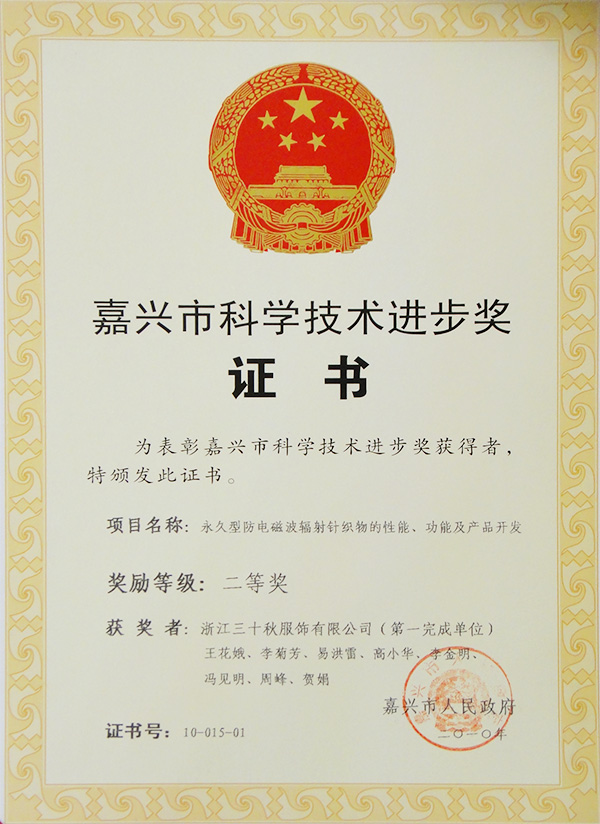 嘉兴市科学技术进步奖
证 书
为表彰嘉兴市科学技术进步奖获得者，
特颁发此证书。
项目名称：永久型防电磁波辐射针织物的性能、功能及产品开发
奖励等级：二等奖
获 奖 者：浙江三十秋服饰有限公司（第一完成单位）
王花娥、李菊芳、易洪雷、高小华、李金明、
冯见明、周峰、贺娟
嘉兴市人民政府
证书号：10-015-01
二〇一〇年